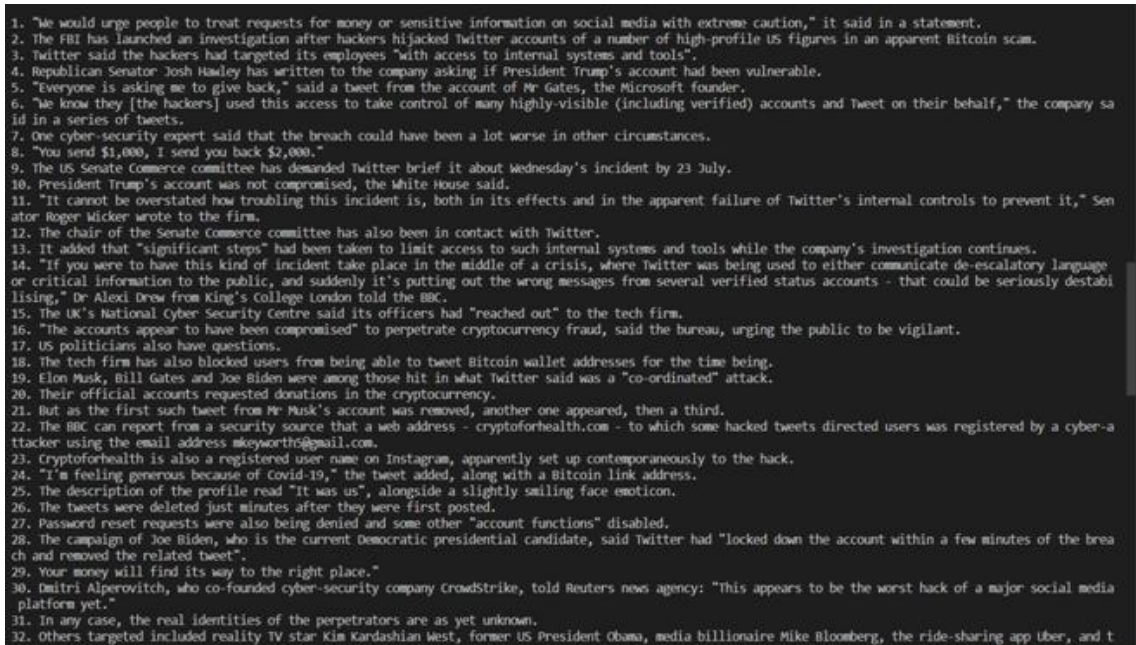 1. "We would urge people to treat requests for money or sensitive information on social media with extreme caution," it said in a statement.
2. The FBI has launched an investigation after hackers hijacked Twitter accounts of a number of high-profile US figures in an apparent Bitcoin scam.
3. Twitter said the hackers had targeted its employees "with access to internal systems and tools".
4. Republican Senator Josh Hawley has written to the company asking if President Trump's account had been vulnerable.
5. "Everyone is asking me to give back," said a tweet from the account of Mr Gates, the Microsoft founder.
6. "We know they [the hackers] used this access to take control of many highly-visible (including verified) accounts and Tweet on their behalf," the company sa
id in a series of tweets.
7. One cyber-security expert said that the breach could have been a lot worse in other circumstances.
8. "You send $1,000, I send you back $2,000."
9. The US Senate Commerce committee has demanded Twitter brief it about Wednesday's incident by 23 July.
10. President Trump's account was not compromised, the White House said.
11. "It cannot be overstated how troubling this incident is, both in its effects and in the apparent failure of Twitter's internal controls to prevent it," Sen
ator Roger Wicker wrote to the firm.
12. The chair of the Senate Commerce committee has also been in contact with Twitter.
13. It added that "significant steps" had been taken to limit access to such internal systems and tools while the company's investigation continues.
14. "If you were to have this kind of incident take place in the middle of a crisis, where Twitter was being used to either communicate de-escalatory language
or critical information to the public, and suddenly it's putting out the wrong messages from several verified status accounts - that could be seriously destabi
lising," Dr Alexi Drew from King's College London told the BBC.
15. The UK's National Cyber Security Centre said its officers had "reached out" to the tech firm.
16. "The accounts appear to have been compromised" to perpetrate cryptocurrency fraud, said the bureau, urging the public to be vigilant.
17. US politicians also have questions.
18. The tech firm has also blocked users from being able to tweet Bitcoin wallet addresses for the time being.
19. Elon Musk, Bill Gates and Joe Biden were among those hit in what Twitter said was a "co-ordinated" attack.
20. Their official accounts requested donations in the cryptocurrency.
21. But as the first such tweet from Mr Musk's account was removed, another one appeared, then a third.
22. The BBC can report from a security source that a web address - cryptoforhealth.com - to which some hacked tweets directed users was registered by a cyber-a
ttacker using the email address mkeyworth5@gmail.com.
23. Cryptoforhealth is also a registered user name on Instagram, apparently set up contemporaneously to the hack.
24. "I'm feeling generous because of Covid-19," the tweet added, along with a Bitcoin link address.
25. The description of the profile read "It was us", alongside a slightly smiling face emoticon.
26. The tweets were deleted just minutes after they were first posted.
27. Password reset requests were also being denied and some other "account functions" disabled.
28. The campaign of Joe Biden, who is the current Democratic presidential candidate, said Twitter had "locked down the account within a few minutes of the brea
ch and removed the related tweet".
29. Your money will find its way to the right place."
30. Dmitri Alperovitch, who co-founded cyber-security company CrowdStrike, told Reuters news agency: "This appears to be the worst hack of a major social media
platform yet."
31. In any case, the real identities of the perpetrators are as yet unknown.
32. Others targeted included reality TV star Kim Kardashian West, former US President Obama, media billionaire Mike Bloomberg, the ride-sharing app Uber, and t